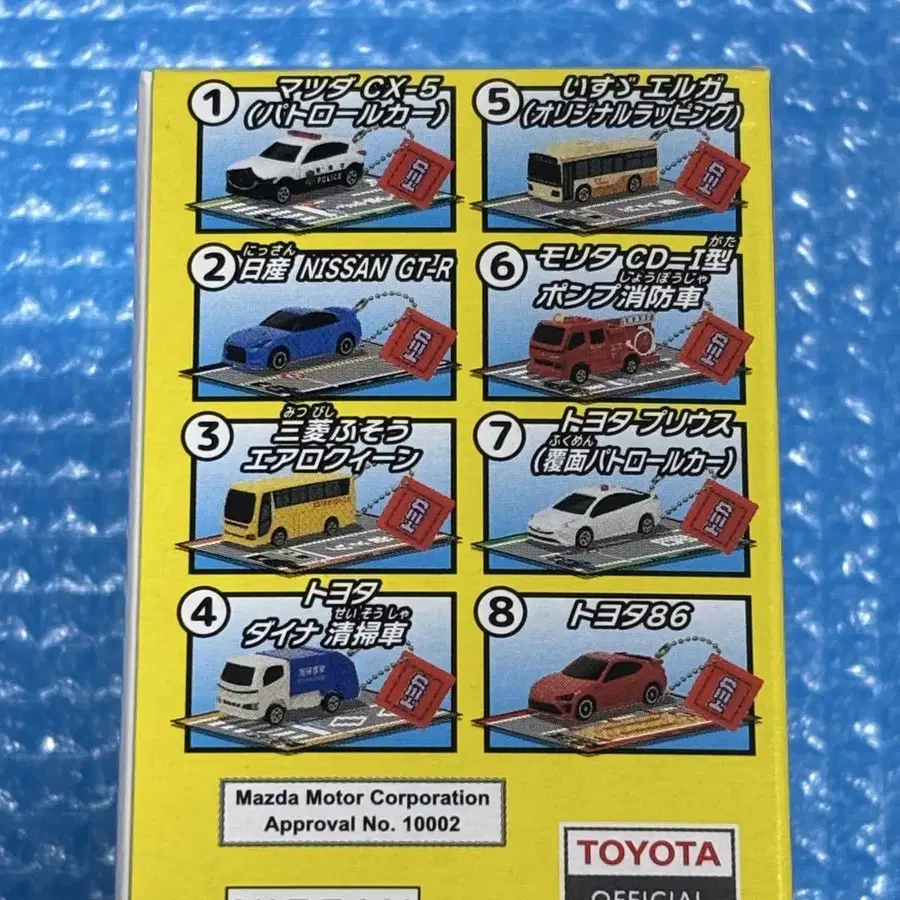 1
マツダ CX-5
(パトロールカー)
POLICE
2
にっさん
日産 NISSAN GT-R
3
みつ びし
三菱ふそう
エアロクィーン
4
トヨタ
せい そう しゃ
ダイナ 清掃車
5
いすゞ エルガ
(オリジナルラッピング)
6
がた
モリタ CD-I型
しょうぼうしゃ
ポンプ消防車
7
トヨタ プリウス
ふくめん
(覆面パトロールカー)
8
トヨタ86
Mazda Motor Corporation
Approval No. 10002
TOYOTA
OFFICIAL